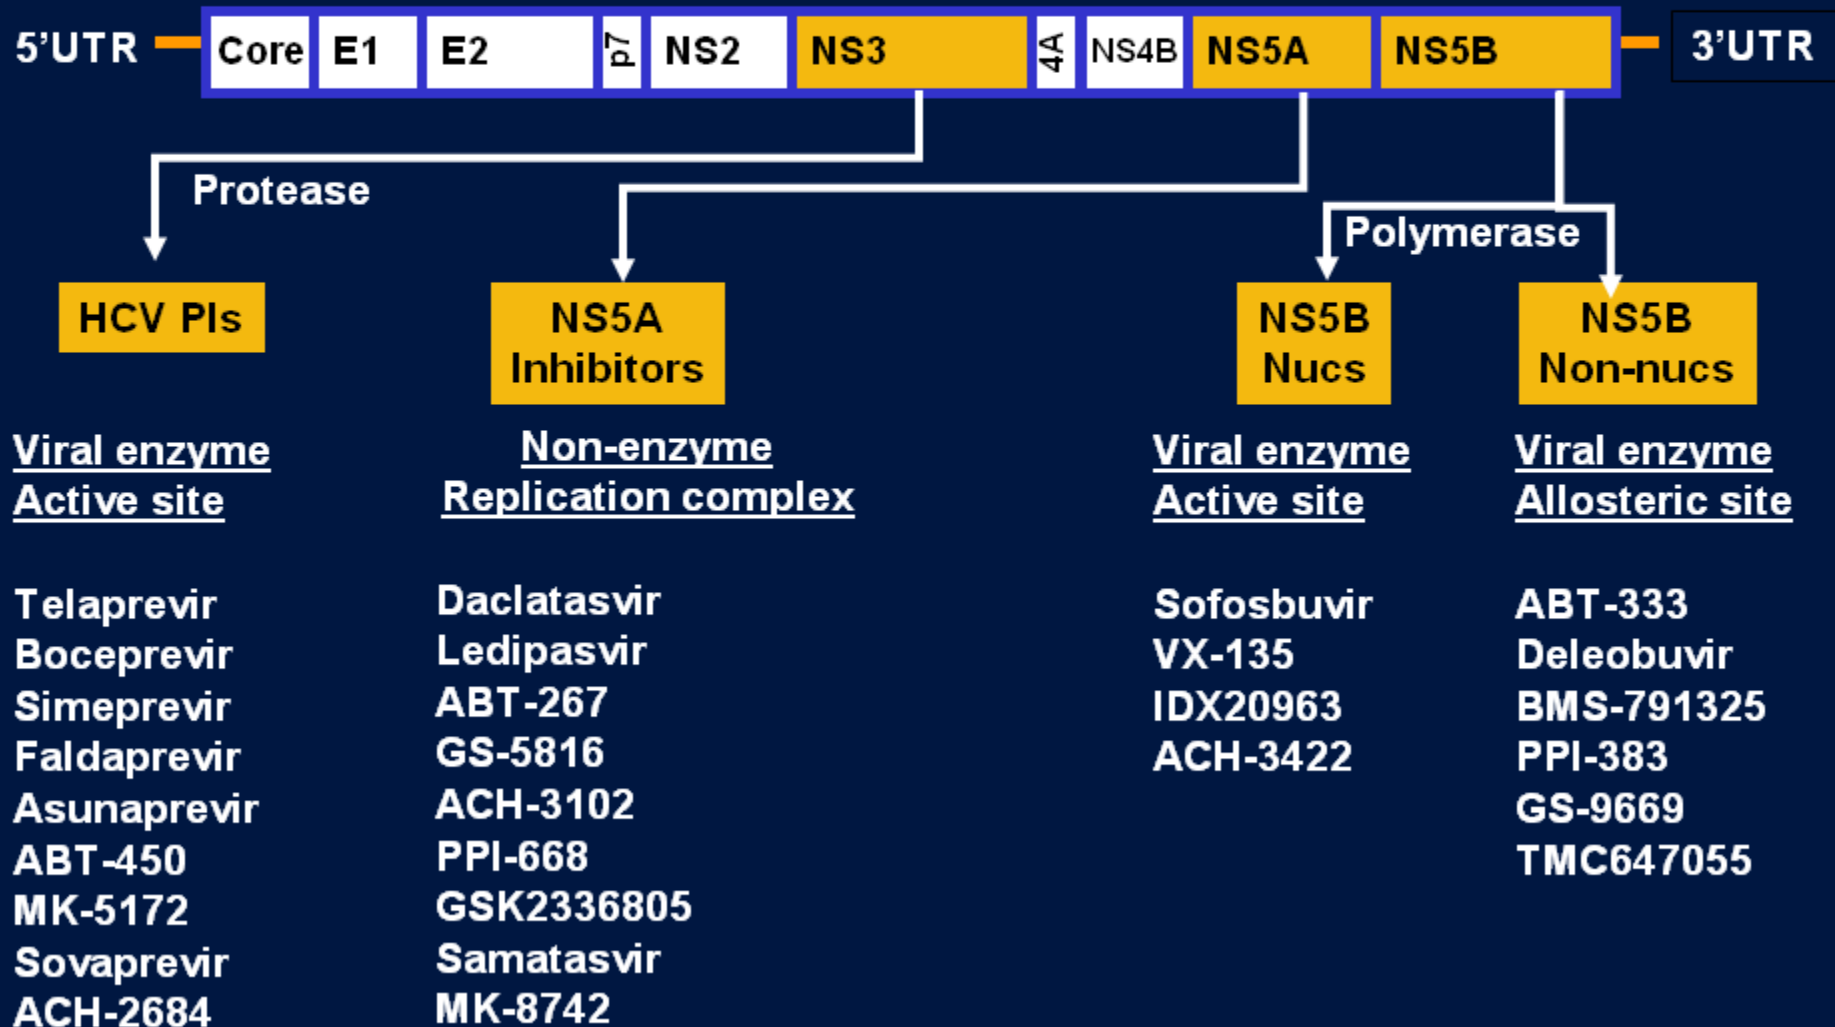 5’UTR
Core
E1
E2
p7
NS2
NS3
4A
NS4B
NS5A
NS5B
3’UTR
Protease
Polymerase
HCV PIs
Viral enzyme
Active site
Telaprevir
Boceprevir
Simeprevir
Faldaprevir
Asunaprevir
ABT-450
MK-5172
Sovaprevir
ACH-2684
NS5A
Inhibitors
Non-enzyme
Replication complex
Daclatasvir
Ledipasvir
ABT-267
GS-5816
ACH-3102
PPI-668
GSK2336805
Samatasvir
MK-8742
NS5B
Nucs
Viral enzyme
Active site
Sofosbuvir
VX-135
IDX20963
ACH-3422
NS5B
Non-nucs
Viral enzyme
Allosteric site
ABT-333
Deleobuvir
BMS-791325
PPI-383
GS-9669
TMC647055